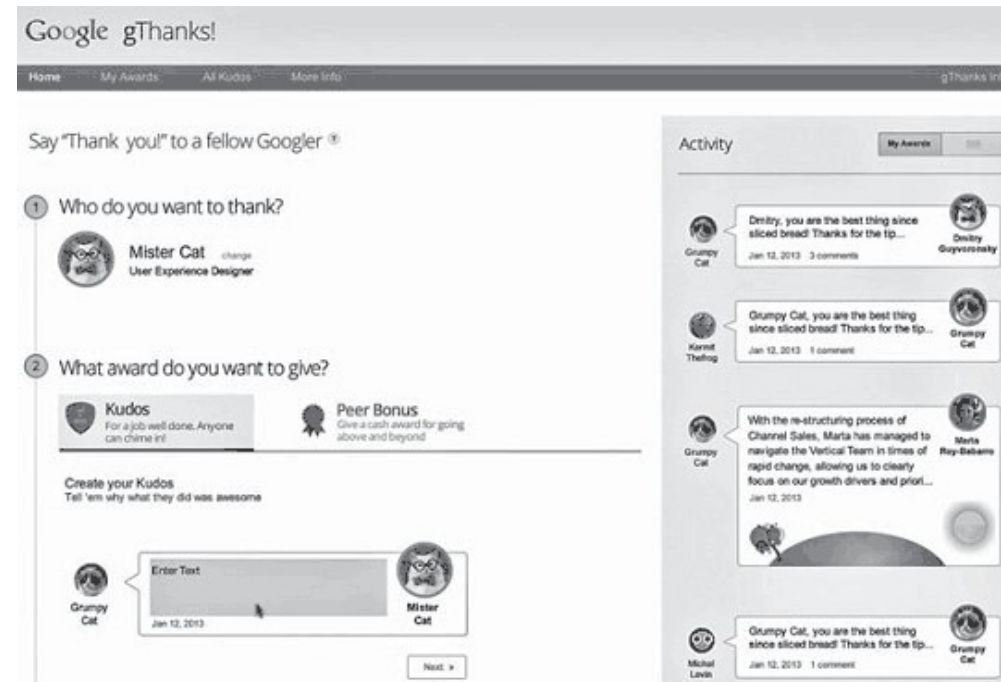 Google gThanks!
Home My Awards All Kudos More Info gThanks In
Say "Thank you!" to a fellow Googler ?
1 Who do you want to thank?
Mister Cat change
User Experience Designer
2 What award do you want to give?
Kudos
For a job well done. Anyone
can chime in!
Peer Bonus
Give a cash award for going
above and beyond
Create your Kudos
Tell 'em why what they did was awesome
Grumpy
Cat
Enter Text
Jan 12, 2013
Mister
Cat
Next »
Activity
My Awards
Grumpy
Cat
Dmitry, you are the best thing since
sliced bread! Thanks for the tip...
Jan 12, 2013 3 comments
Dmitry
Guyvoronsky
Kermit
Thefrog
Grumpy Cat, you are the best thing
since sliced bread! Thanks for the tip...
Jan 12, 2013 1 comment
Grumpy
Cat
Grumpy
Cat
With the re-structuring process of
Channel Sales, Marta has managed to
navigate the Vertical Team in times of
rapid change, allowing us to clearly
focus on our growth drivers and priori...
Jan 12, 2013
Marta
Roy-Babarro
Michal
Levin
Grumpy Cat, you are the best thing
since sliced bread! Thanks for the tip...
Jan 12, 2013 1 comment
Grumpy
Cat